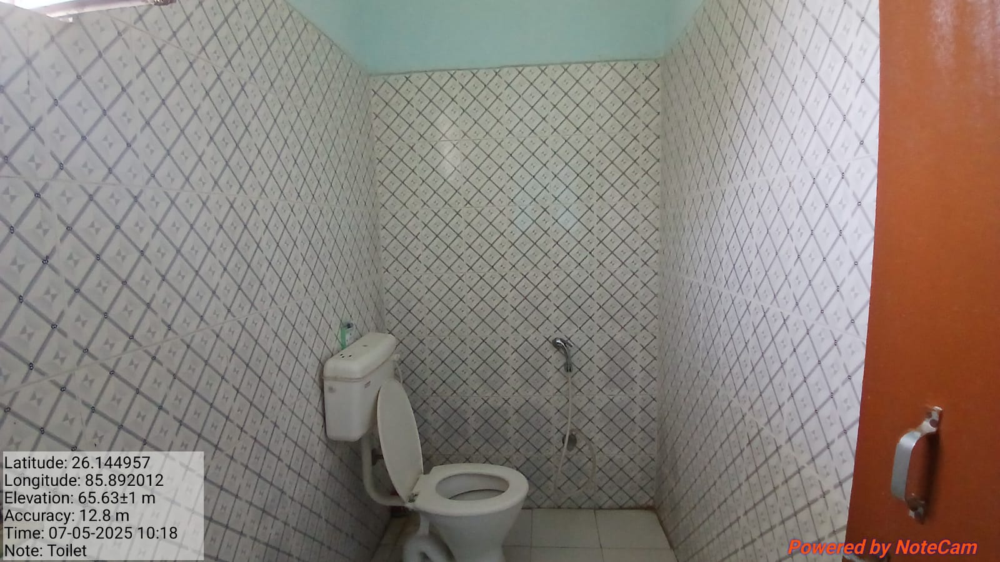 Latitude: 26.144957
Longitude: 85.892012
Elevation: 65.63±1 m
Accuracy: 12.8 m
Time: 07-05-2025 10:18
Note: Toilet
Powered by NoteCam